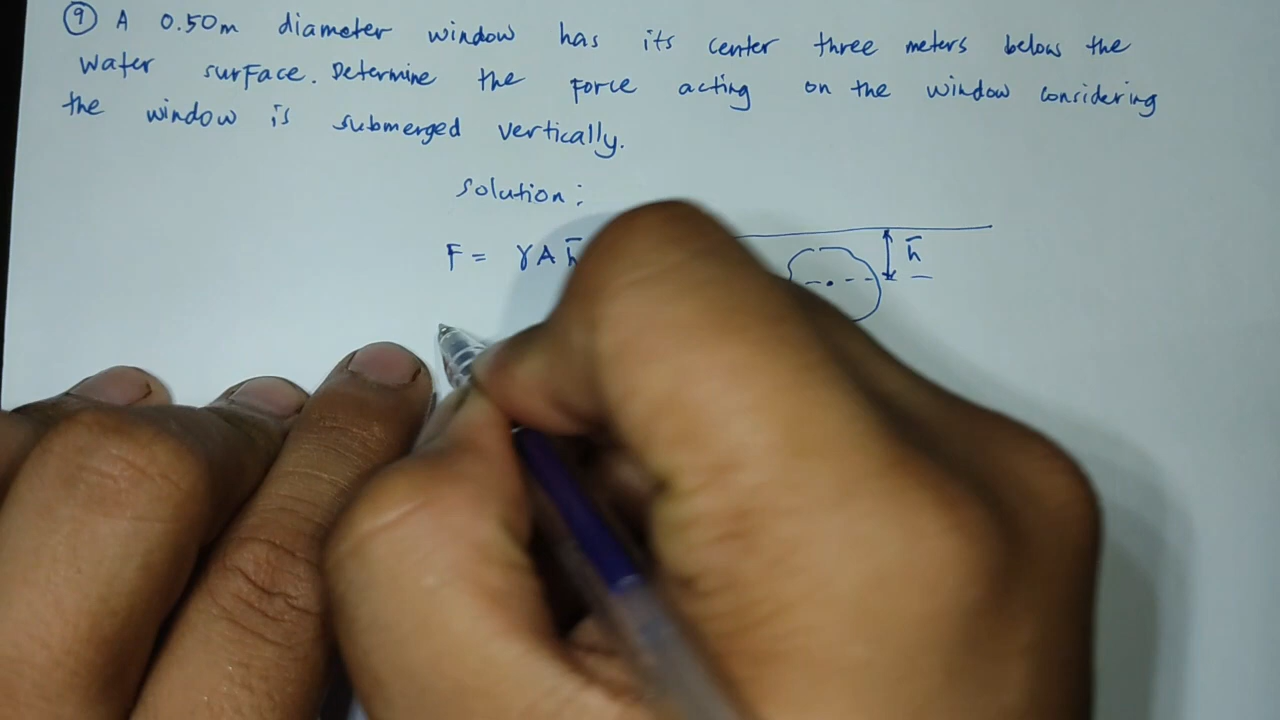 ⑨ A 0.50m diameter window has its center three meters below the
water surface. Determine the force acting on the window considering
the window is submerged vertically.
Solution:
F = γA h̄
h̄